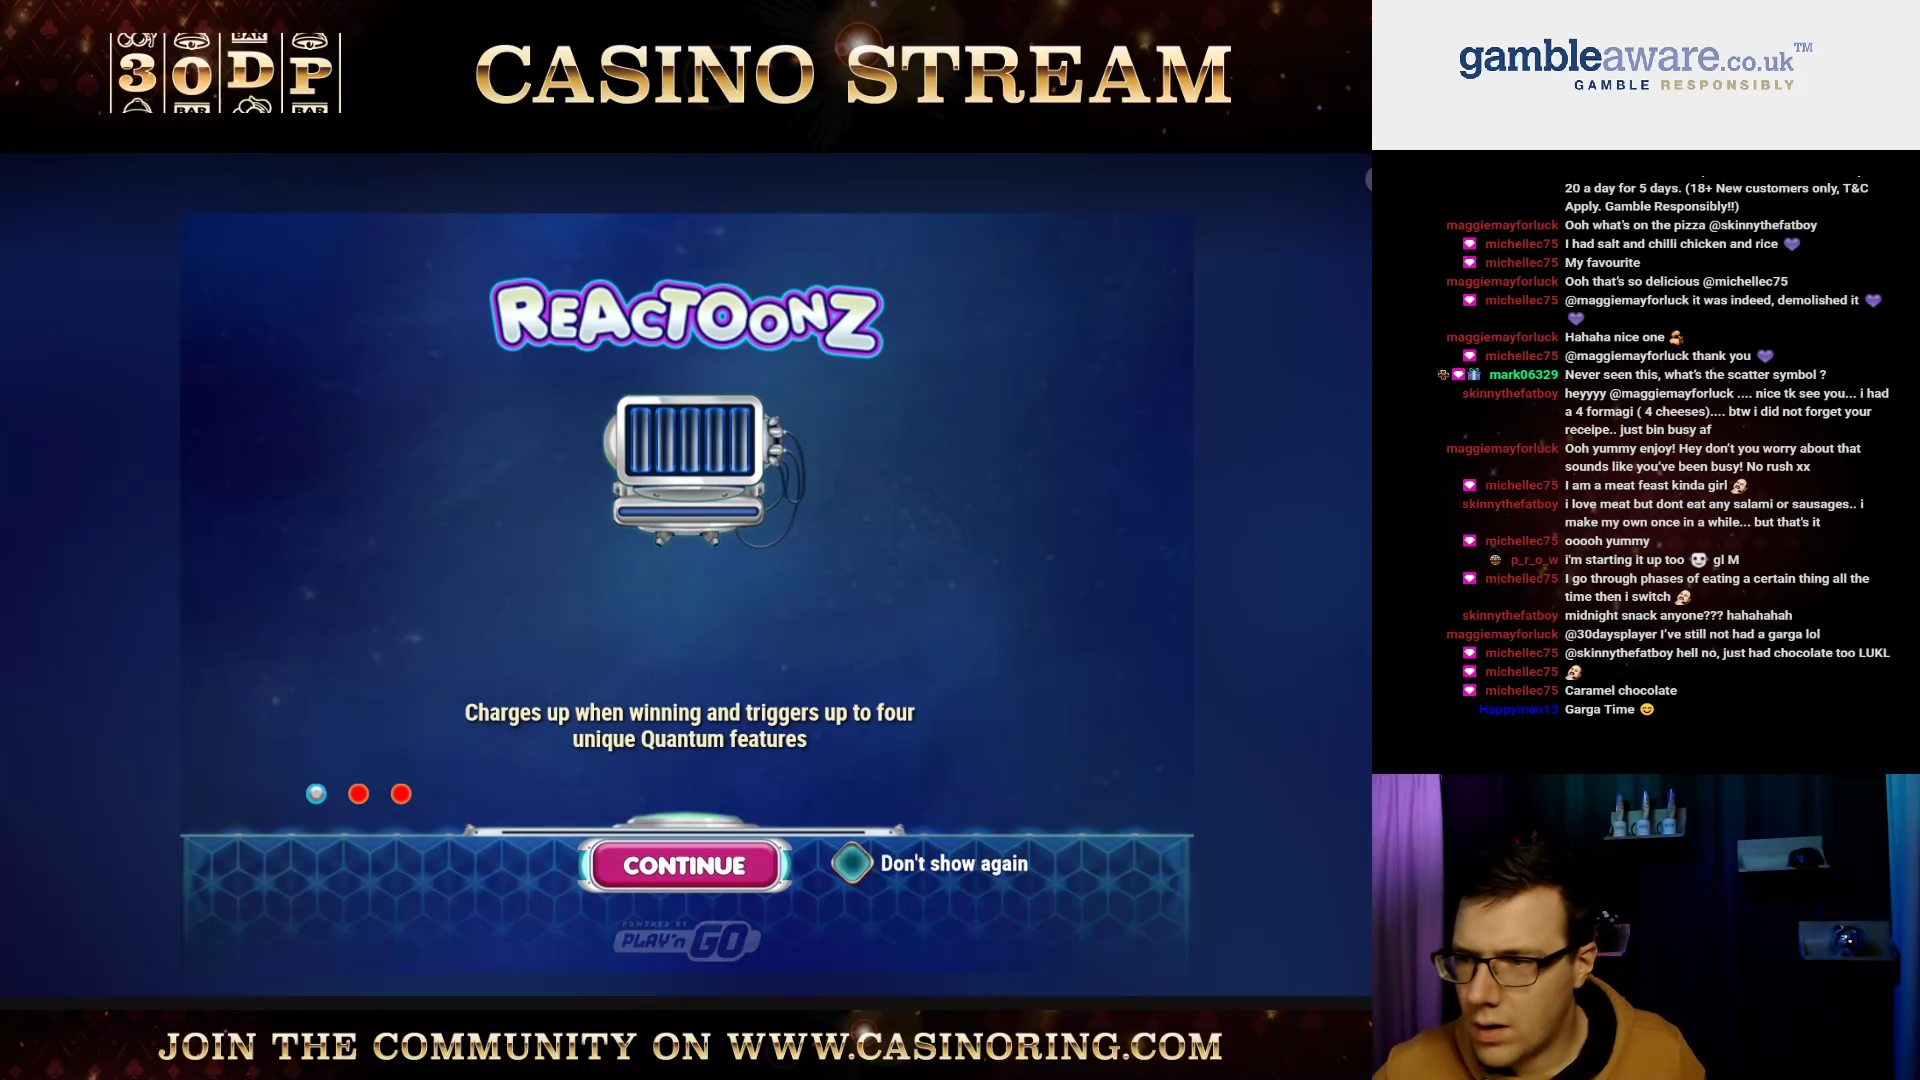 30DP
BAR
BAR
BAR
CASINO STREAM
gambleaware.co.uk™
GAMBLE RESPONSIBLY
REACTOONZ
Charges up when winning and triggers up to four
unique Quantum features
CONTINUE
Don't show again
POWERED BY
PLAY'n GO
JOIN THE COMMUNITY ON WWW.CASINORING.COM
20 a day for 5 days. (18+ New customers only, T&C
Apply. Gamble Responsibly!!)
maggiemayforluck Ooh what's on the pizza @skinnythefatboy
michellec75 I had salt and chilli chicken and rice
michellec75 My favourite
maggiemayforluck Ooh that's so delicious @michellec75
michellec75 @maggiemayforluck it was indeed, demolished it
maggiemayforluck Hahaha nice one
michellec75 @maggiemayforluck thank you
mark06329 Never seen this, what's the scatter symbol ?
skinnythefatboy heyyyy @maggiemayforluck .... nice tk see you... i had
a 4 formagi ( 4 cheeses).... btw i did not forget your
receipe.. just bin busy af
maggiemayforluck Ooh yummy enjoy! Hey don't you worry about that
sounds like you've been busy! No rush xx
michellec75 I am a meat feast kinda girl
skinnythefatboy i love meat but dont eat any salami or sausages.. i
make my own once in a while... but that's it
michellec75 ooooh yummy
p_r_o_w i'm starting it up too gl M
michellec75 I go through phases of eating a certain thing all the
time then i switch
skinnythefatboy midnight snack anyone??? hahahahah
maggiemayforluck @30daysplayer I've still not had a garga lol
michellec75 @skinnythefatboy hell no, just had chocolate too LUKL
michellec75
michellec75 Caramel chocolate
Happyman13 Garga Time